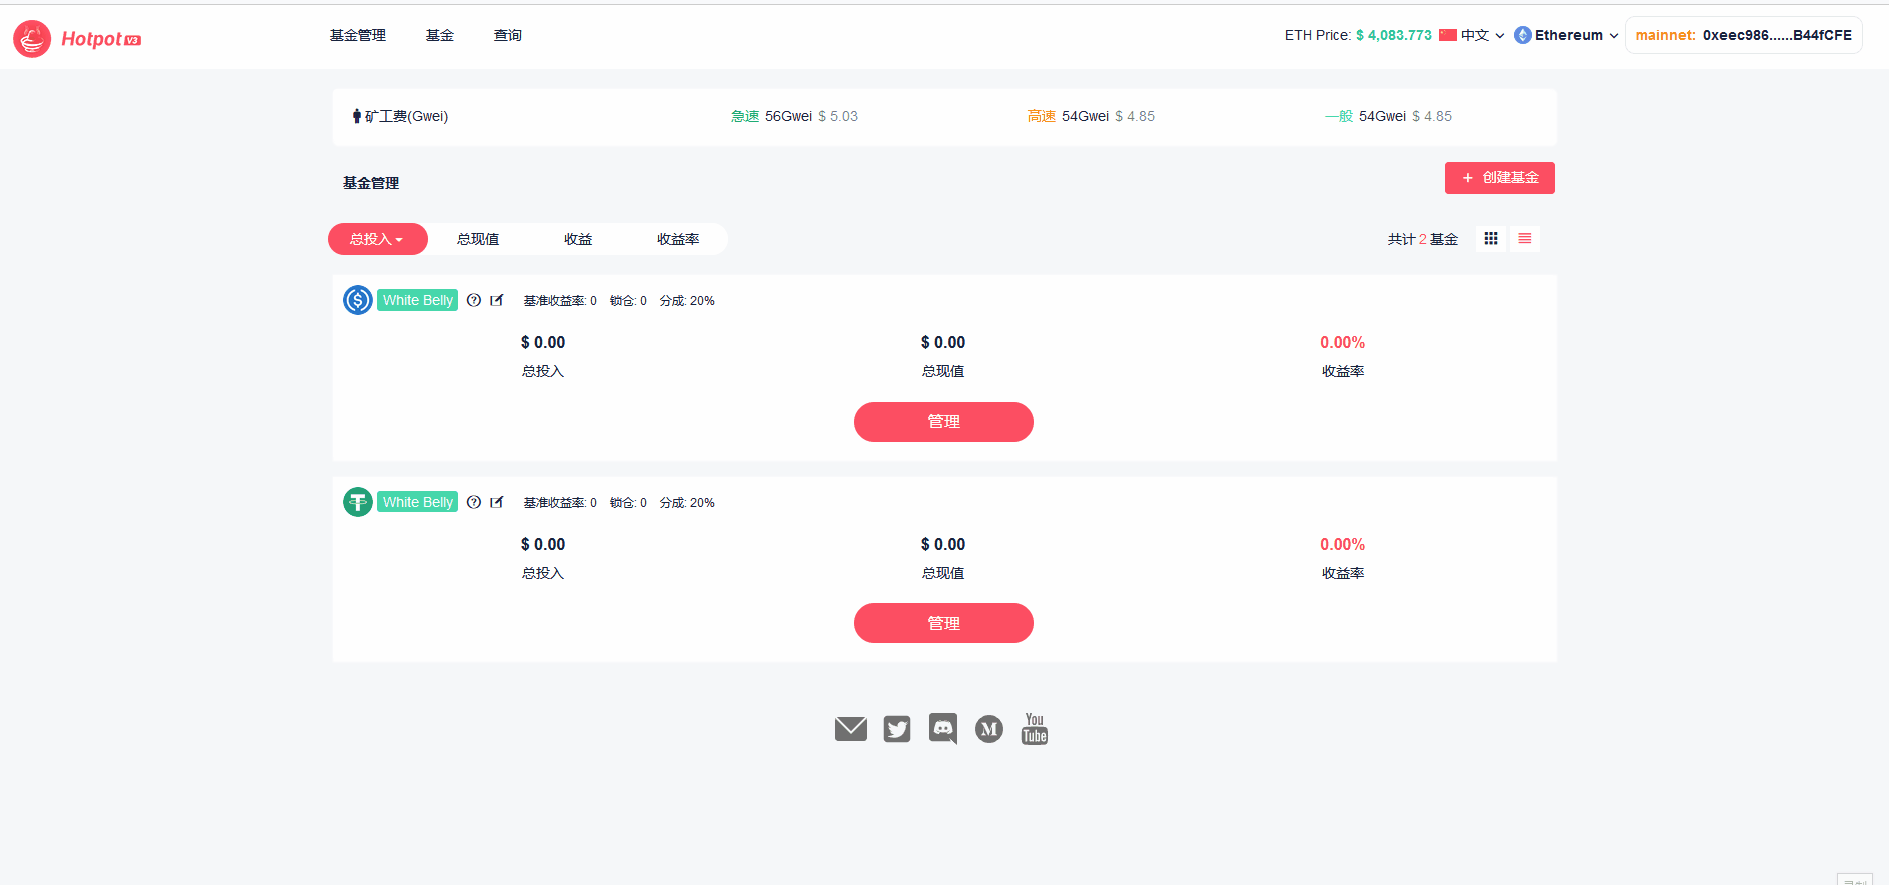 Hotpot V3
基金管理 基金 查询
ETH Price: $ 4,083.773 中文 Ethereum mainnet: 0xeec986......B44fCFE
矿工费(Gwei) 急速 56Gwei $ 5.03 高速 54Gwei $ 4.85 一般 54Gwei $ 4.85
基金管理
+ 创建基金
总投入 总现值 收益 收益率
共计 2 基金
White Belly 基准收益率: 0 锁仓: 0 分成: 20%
$ 0.00 $ 0.00 0.00%
总投入 总现值 收益率
管理
White Belly 基准收益率: 0 锁仓: 0 分成: 20%
$ 0.00 $ 0.00 0.00%
总投入 总现值 收益率
管理
M
You
Tube